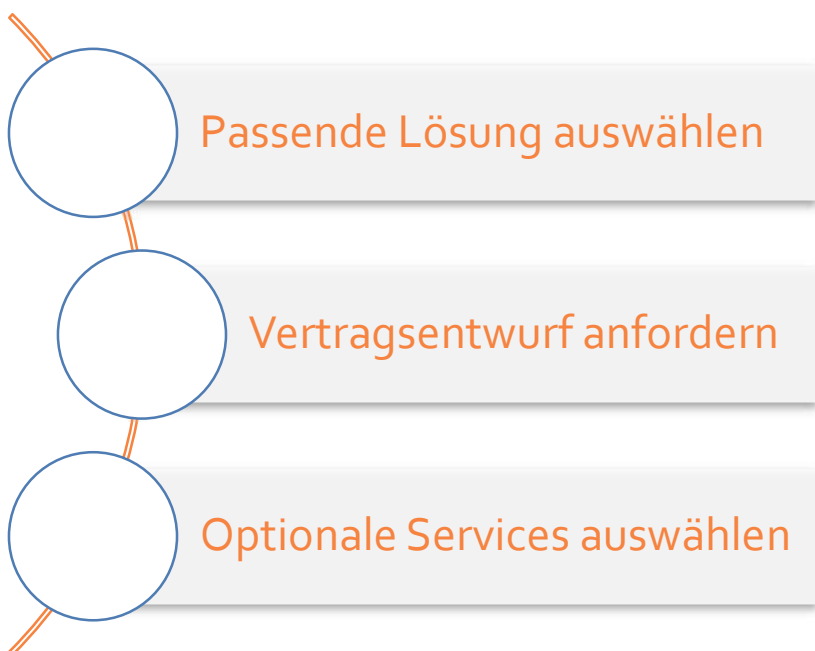 Passende Lösung auswählen
Vertragsentwurf anfordern
Optionale Services auswählen